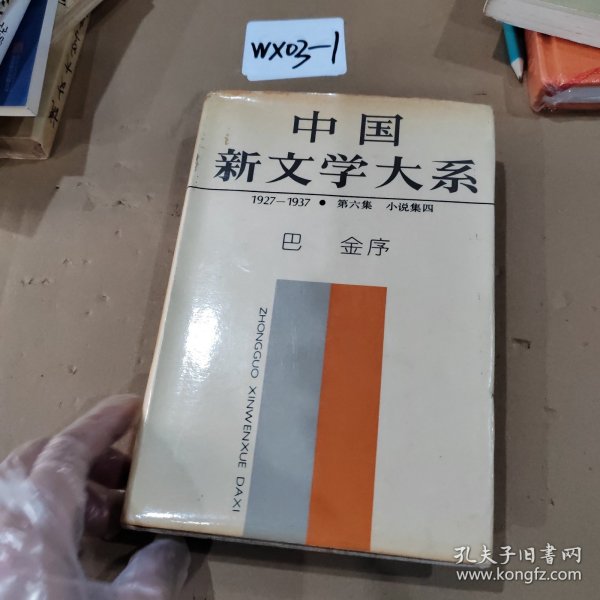 WX03-1
中国
新文学大系
1927—1937 ● 第六集 小说集四
巴 金序
ZHONGGUO XINWENXUE DAXI
孔夫子旧书网
www.kongfz.com